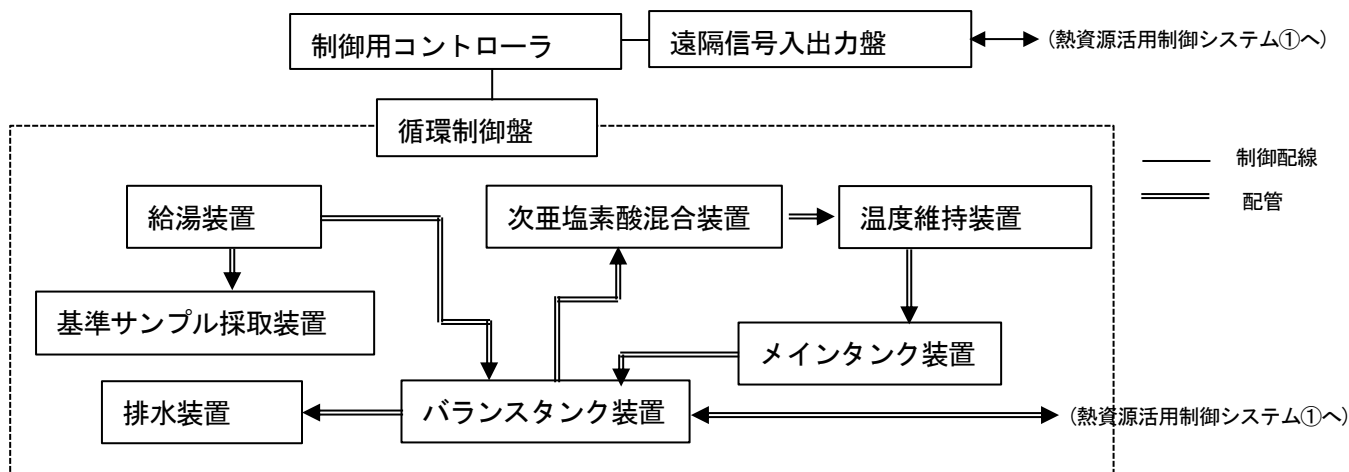 制御用コントローラ
遠隔信号入出力盤
(熱資源活用制御システム①へ)
循環制御盤
制御配線
配管
給湯装置
次亜塩素酸混合装置
温度維持装置
基準サンプル採取装置
メインタンク装置
排水装置
バランスタンク装置
(熱資源活用制御システム①へ)